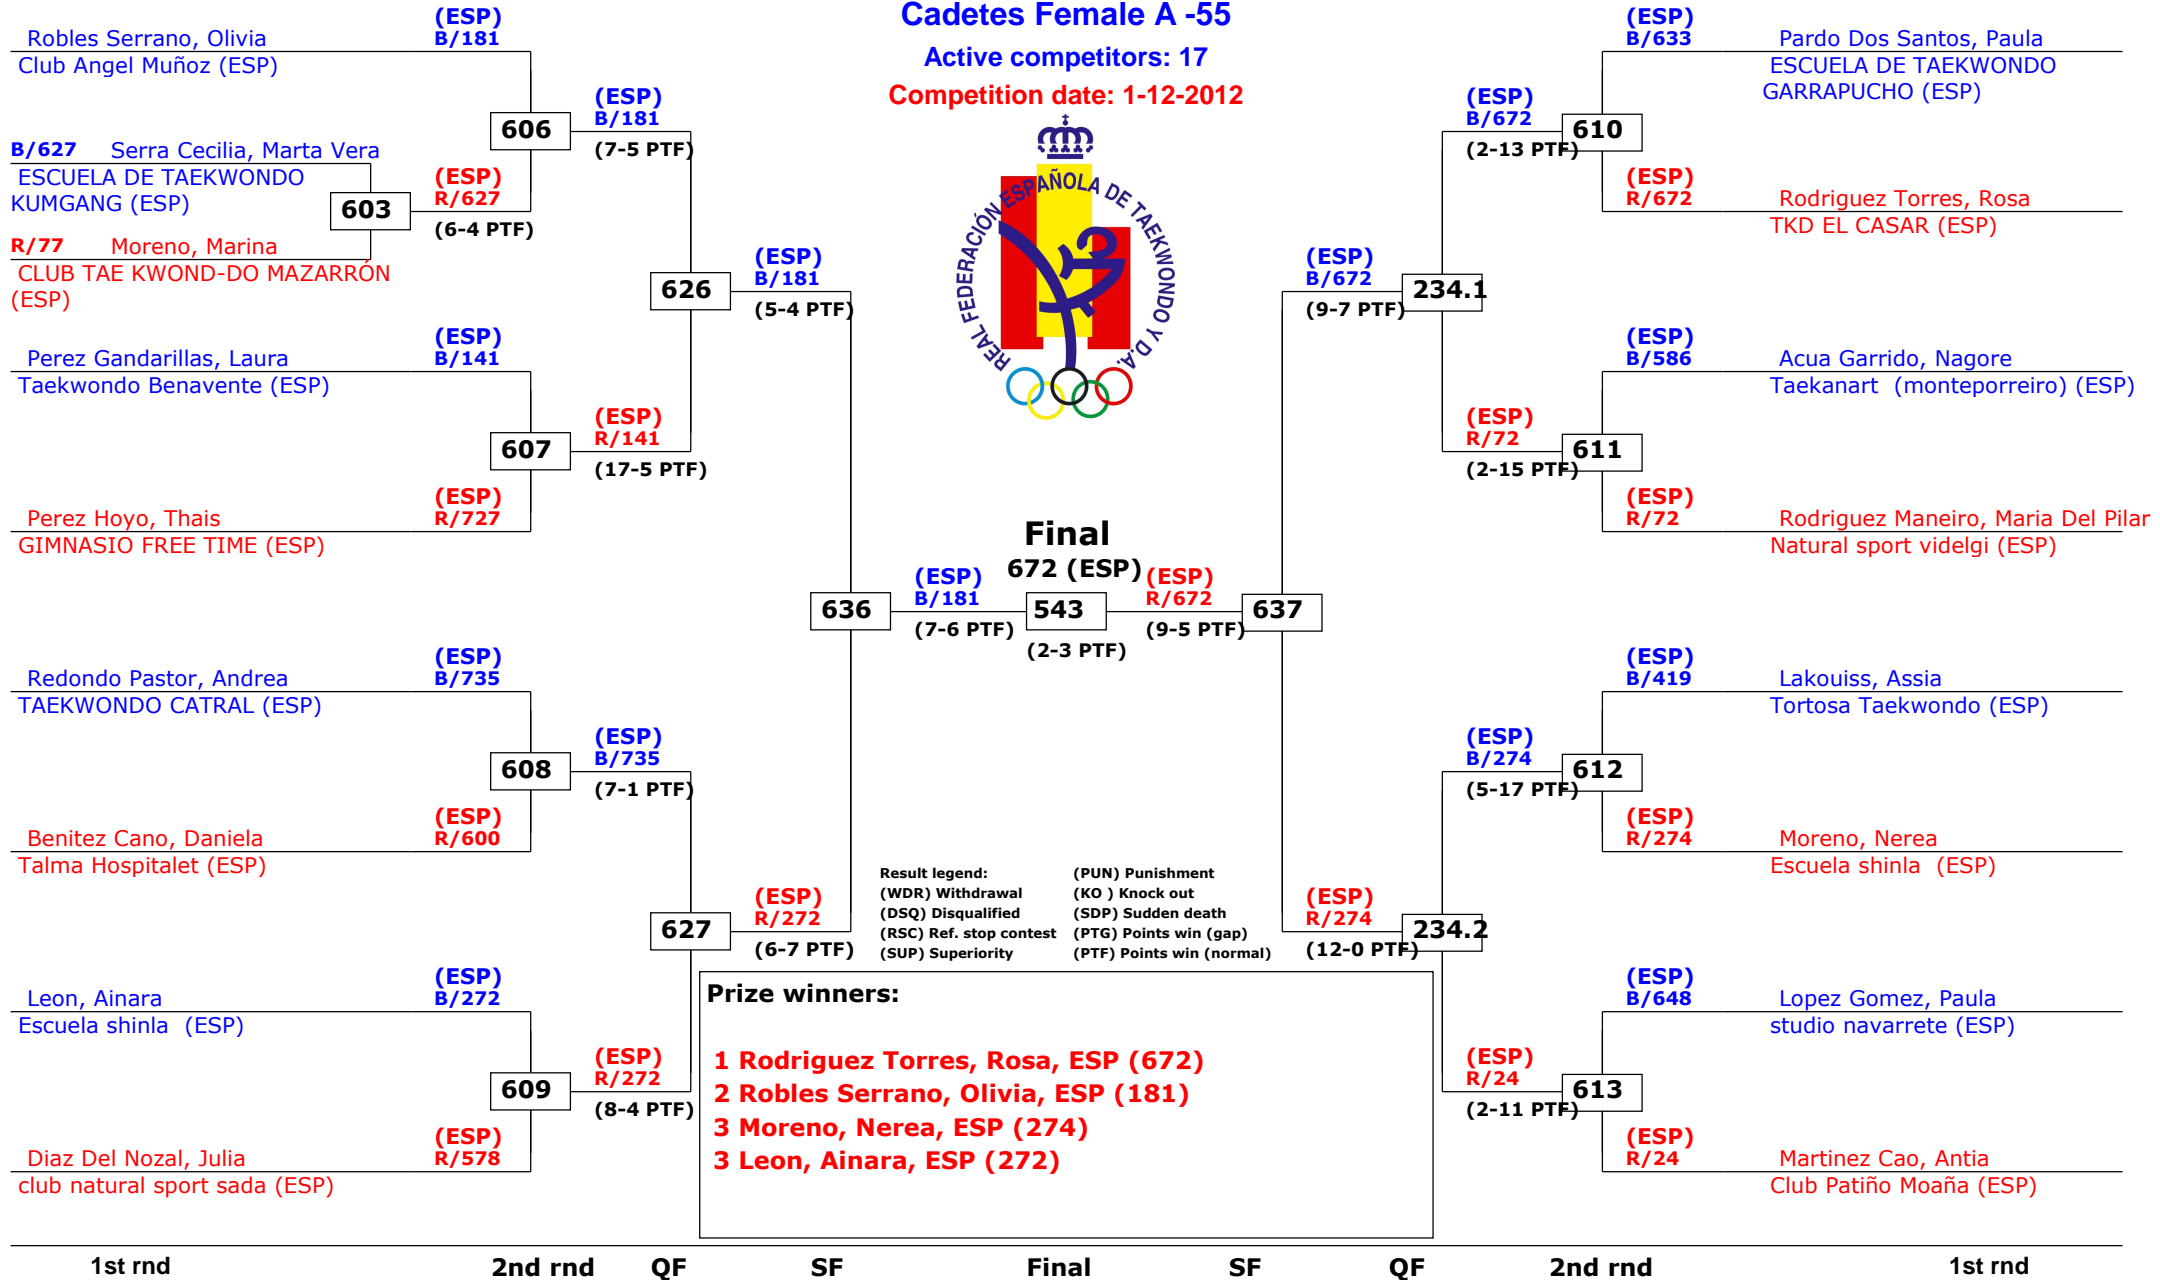 Cadetes Female A -55
Active competitors: 17
Competition date: 1-12-2012
REAL FEDERACIÓN ESPAÑOLA DE TAEKWONDO Y D.A.
(ESP)
Robles Serrano, Olivia B/181
Club Angel Muñoz (ESP)
606
(ESP)
B/181
(7-5 PTF)
B/627 Serra Cecilia, Marta Vera
ESCUELA DE TAEKWONDO
KUMGANG (ESP)
603
(ESP)
R/627
(6-4 PTF)
R/77 Moreno, Marina
CLUB TAE KWOND-DO MAZARRÓN
(ESP)
626
(ESP)
B/181
(5-4 PTF)
(ESP)
Perez Gandarillas, Laura B/141
Taekwondo Benavente (ESP)
607
(ESP)
R/141
(17-5 PTF)
(ESP)
Perez Hoyo, Thais R/727
GIMNASIO FREE TIME (ESP)
636
(ESP)
B/181
(7-6 PTF)
(ESP)
Redondo Pastor, Andrea B/735
TAEKWONDO CATRAL (ESP)
608
(ESP)
B/735
(7-1 PTF)
(ESP)
Benitez Cano, Daniela R/600
Talma Hospitalet (ESP)
627
(ESP)
R/272
(6-7 PTF)
(ESP)
Leon, Ainara B/272
Escuela shinla (ESP)
609
(ESP)
R/272
(8-4 PTF)
(ESP)
Diaz Del Nozal, Julia R/578
club natural sport sada (ESP)
Final
672 (ESP)
543
(2-3 PTF)
(ESP)
R/672
(9-5 PTF)
637
(ESP)
B/633 Pardo Dos Santos, Paula
ESCUELA DE TAEKWONDO
GARRAPUCHO (ESP)
(ESP)
B/672
(2-13 PTF)
610
(ESP)
R/672 Rodriguez Torres, Rosa
TKD EL CASAR (ESP)
(ESP)
B/672
(9-7 PTF)
234.1
(ESP)
B/586 Acua Garrido, Nagore
Taekanart (monteporreiro) (ESP)
(ESP)
R/72
(2-15 PTF)
611
(ESP)
R/72 Rodriguez Maneiro, Maria Del Pilar
Natural sport videlgi (ESP)
(ESP)
B/419 Lakouiss, Assia
Tortosa Taekwondo (ESP)
(ESP)
B/274
(5-17 PTF)
612
(ESP)
R/274 Moreno, Nerea
Escuela shinla (ESP)
(ESP)
R/274
(12-0 PTF)
234.2
(ESP)
B/648 Lopez Gomez, Paula
studio navarrete (ESP)
(ESP)
R/24
(2-11 PTF)
613
(ESP)
R/24 Martinez Cao, Antia
Club Patiño Moaña (ESP)
Result legend: (PUN) Punishment
(WDR) Withdrawal (KO ) Knock out
(DSQ) Disqualified (SDP) Sudden death
(RSC) Ref. stop contest (PTG) Points win (gap)
(SUP) Superiority (PTF) Points win (normal)
Prize winners:
1 Rodriguez Torres, Rosa, ESP (672)
2 Robles Serrano, Olivia, ESP (181)
3 Moreno, Nerea, ESP (274)
3 Leon, Ainara, ESP (272)
1st rnd 2nd rnd QF SF Final SF QF 2nd rnd 1st rnd